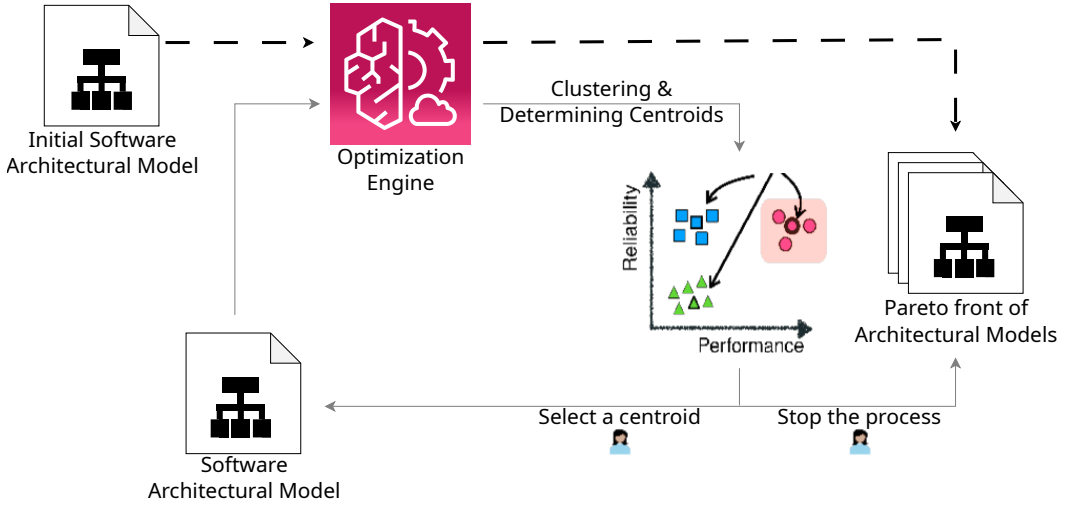 Initial Software
Architectural Model
Optimization
Engine
Clustering &
Determining Centroids
Reliability
Performance
Pareto front of
Architectural Models
Select a centroid
Stop the process
Software
Architectural Model